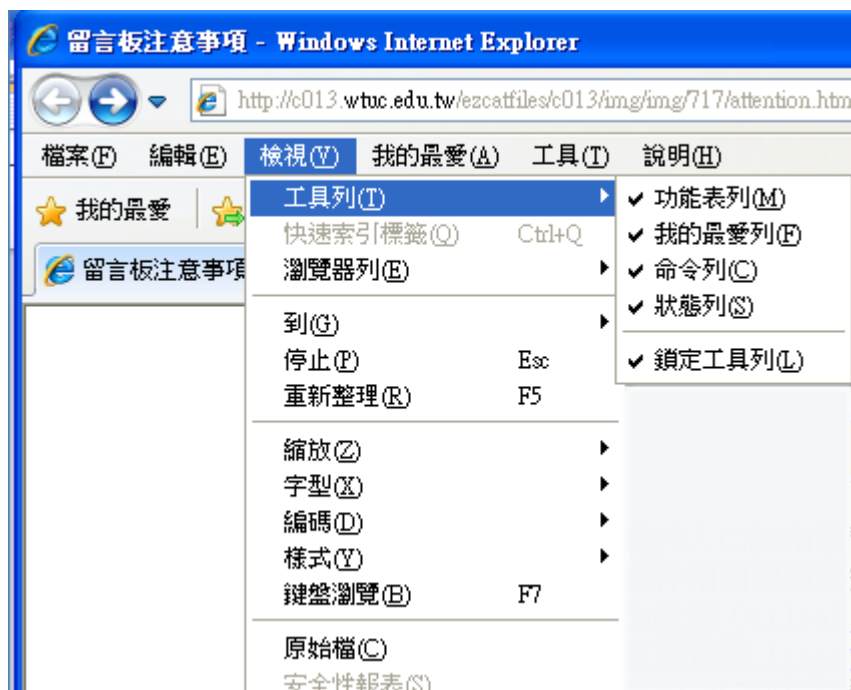 留言板注意事項 - Windows Internet Explorer
http://c013.wtuc.edu.tw/ezcatfiles/c013/img/img/717/attention.htm
檔案(F) 編輯(E) 檢視(V) 我的最愛(A) 工具(T) 說明(H)
我的最愛
留言板注意事項
工具列(T)
快速索引標籤(Q) Ctrl+Q
瀏覽器列(E)
到(G)
停止(P) Esc
重新整理(R) F5
縮放(Z)
字型(X)
編碼(D)
樣式(Y)
鍵盤瀏覽(B) F7
原始檔(C)
安全性報表(S)
功能表列(M)
我的最愛列(F)
命令列(C)
狀態列(S)
鎖定工具列(L)